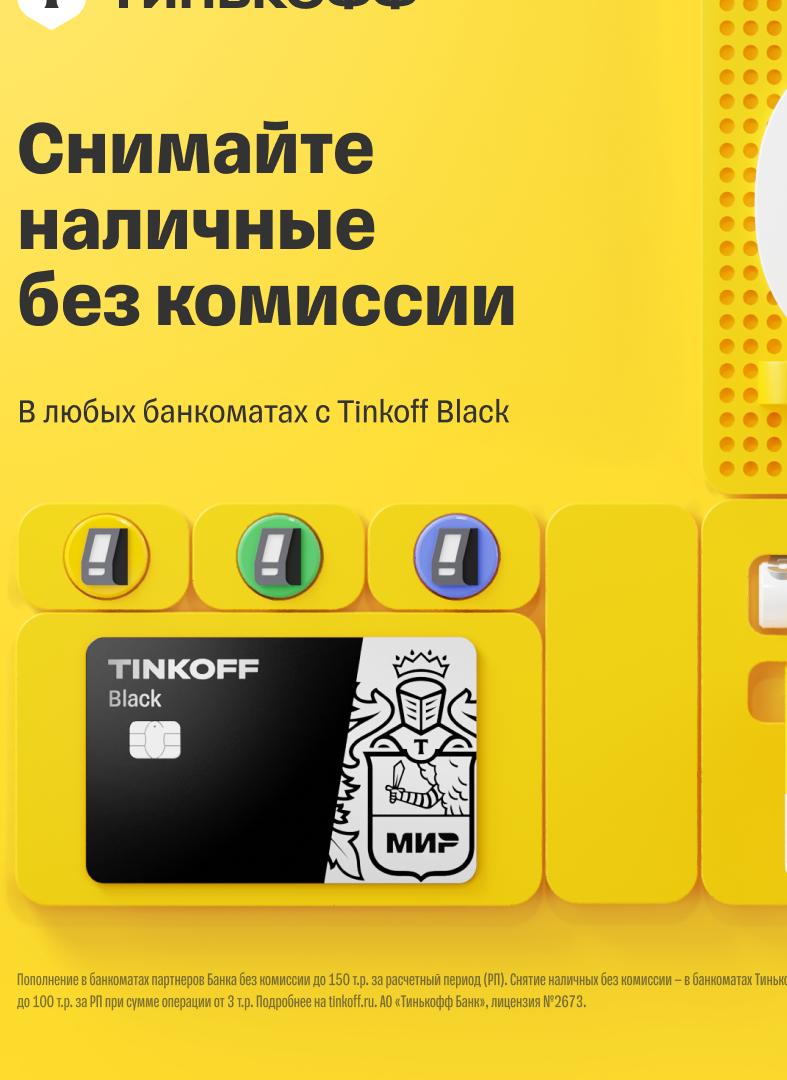 ТИНЬКОФФ
Снимайте
наличные
без комиссии
В любых банкоматах с Tinkoff Black
TINKOFF
Black
T
МИР
Пополнение в банкоматах партнеров Банка без комиссии до 150 т.р. за расчетный период (РП). Снятие наличных без комиссии – в банкоматах
до 100 т.р. за РП при сумме операции от 3 т.р. Подробнее на tinkoff.ru. АО «Тинькофф Банк», лицензия №2673.